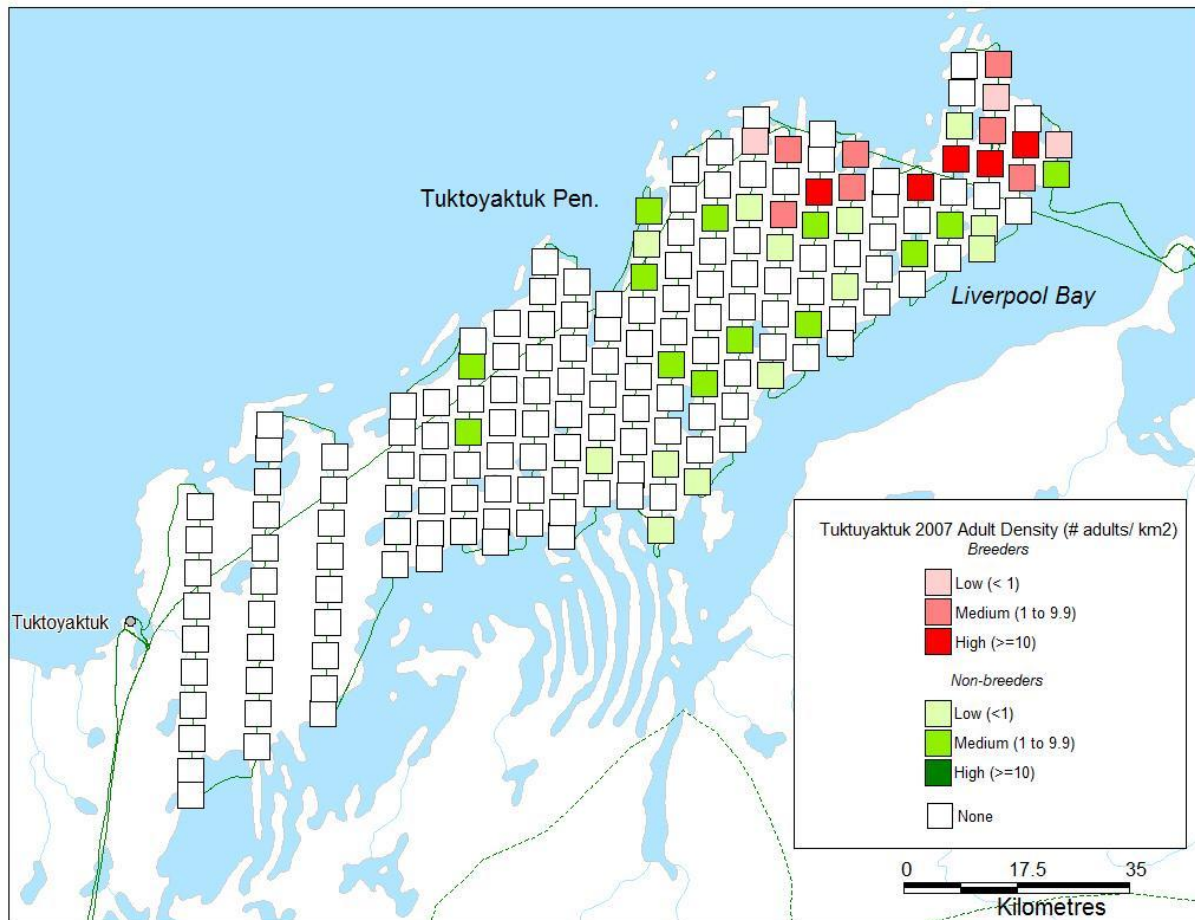 Tuktoyaktuk Pen.
Liverpool Bay
Tuktoyaktuk
Tuktuyaktuk 2007 Adult Density (# adults/ km2)
Breeders
Low (< 1)
Medium (1 to 9.9)
High (>=10)
Non-breeders
Low (<1)
Medium (1 to 9.9)
High (>=10)
None
0 17.5 35
Kilometres